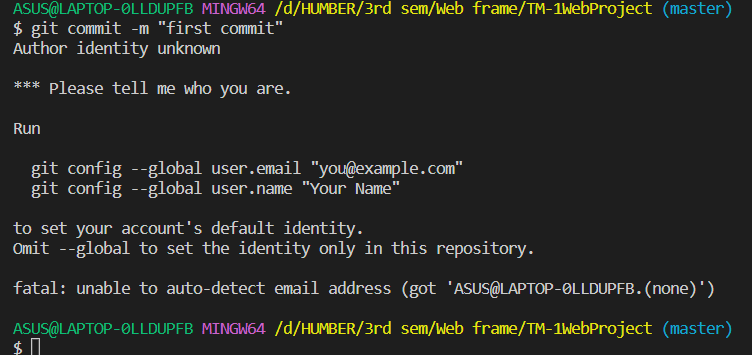 ASUS@LAPTOP-0LLDUPFB MINGW64 /d/HUMBER/3rd sem/Web frame/TM-1WebProject (master)
$ git commit -m "first commit"
Author identity unknown
*** Please tell me who you are.
Run
git config --global user.email "you@example.com"
git config --global user.name "Your Name"
to set your account's default identity.
Omit --global to set the identity only in this repository.
fatal: unable to auto-detect email address (got 'ASUS@LAPTOP-0LLDUPFB.(none)')
ASUS@LAPTOP-0LLDUPFB MINGW64 /d/HUMBER/3rd sem/Web frame/TM-1WebProject (master)
$